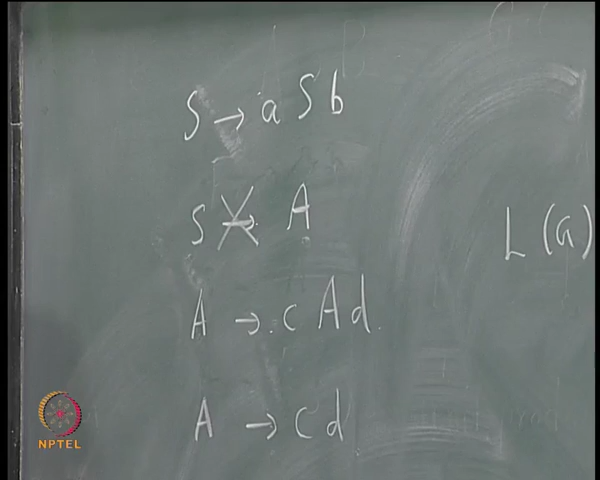 S → a S b
S → A
L (G)
A → c A d.
A → c d
NPTEL